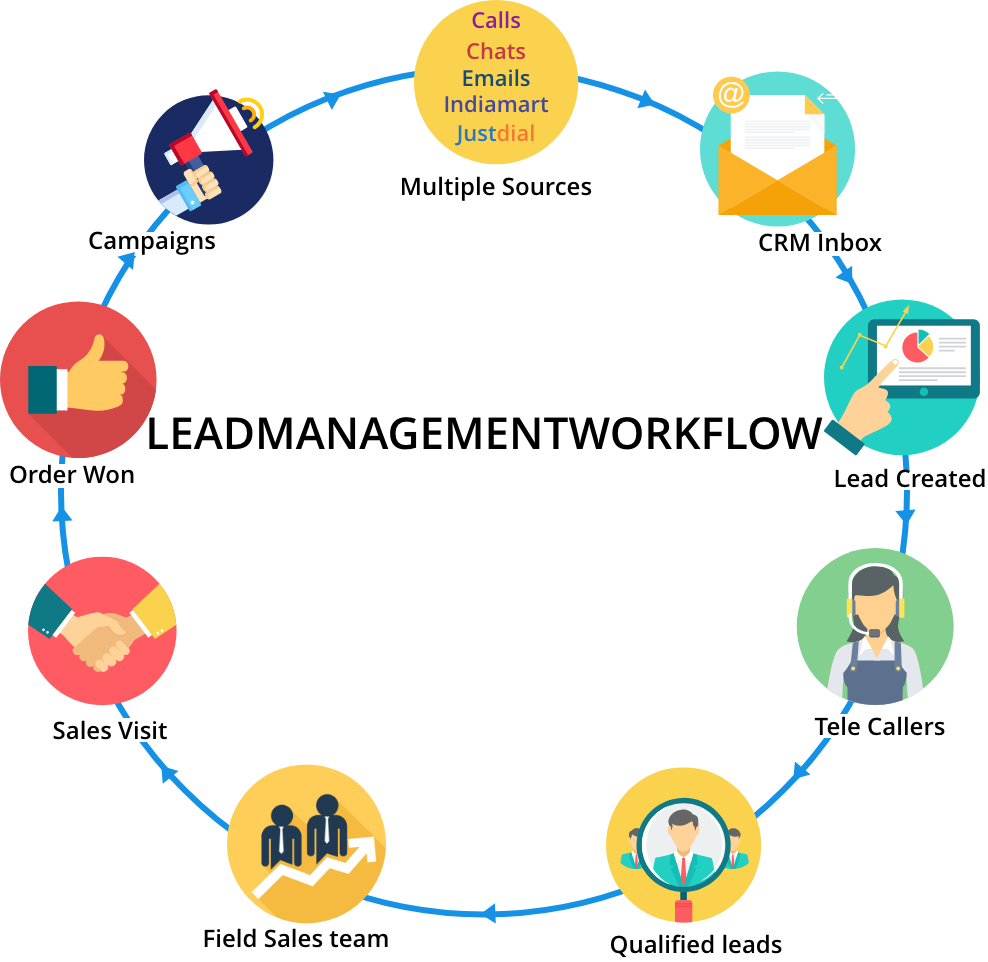 Calls
Chats
Emails
Indiamart
Justdial
Multiple Sources
@
CRM Inbox
Campaigns
LEADMANAGEMENTWORKFLOW
Order Won
Lead Created
Sales Visit
Tele Callers
Field Sales team
Qualified leads